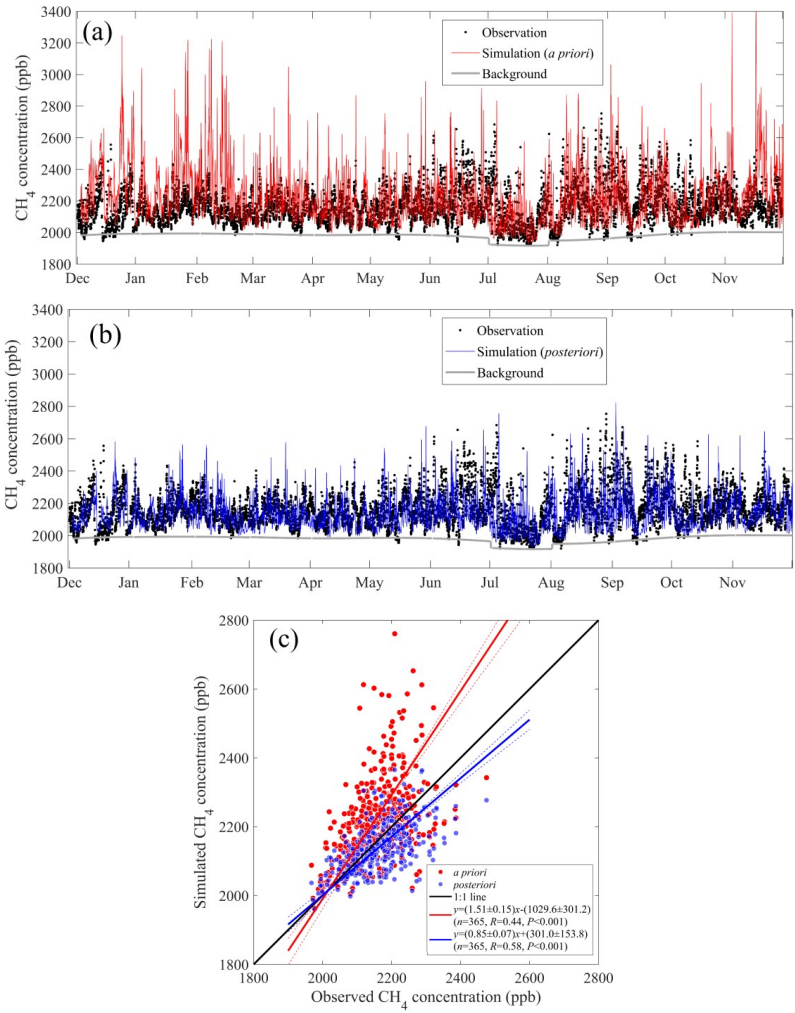 (a)
Observation
Simulation (a priori)
Background
CH4 concentration (ppb)
3400
3200
3000
2800
2600
2400
2200
2000
1800
Dec Jan Feb Mar Apr May Jun Jul Aug Sep Oct Nov
(b)
Observation
Simulation (posteriori)
Background
CH4 concentration (ppb)
3400
3200
3000
2800
2600
2400
2200
2000
1800
Dec Jan Feb Mar Apr May Jun Jul Aug Sep Oct Nov
(c)
Simulated CH4 concentration (ppb)
2800
2600
2400
2200
2000
1800
a priori
posteriori
1:1 line
y=(1.51±0.15)x-(1029.6±301.2)
(n=365, R=0.44, P<0.001)
y=(0.85±0.07)x+(301.0±153.8)
(n=365, R=0.58, P<0.001)
1800 2000 2200 2400 2600 2800
Observed CH4 concentration (ppb)